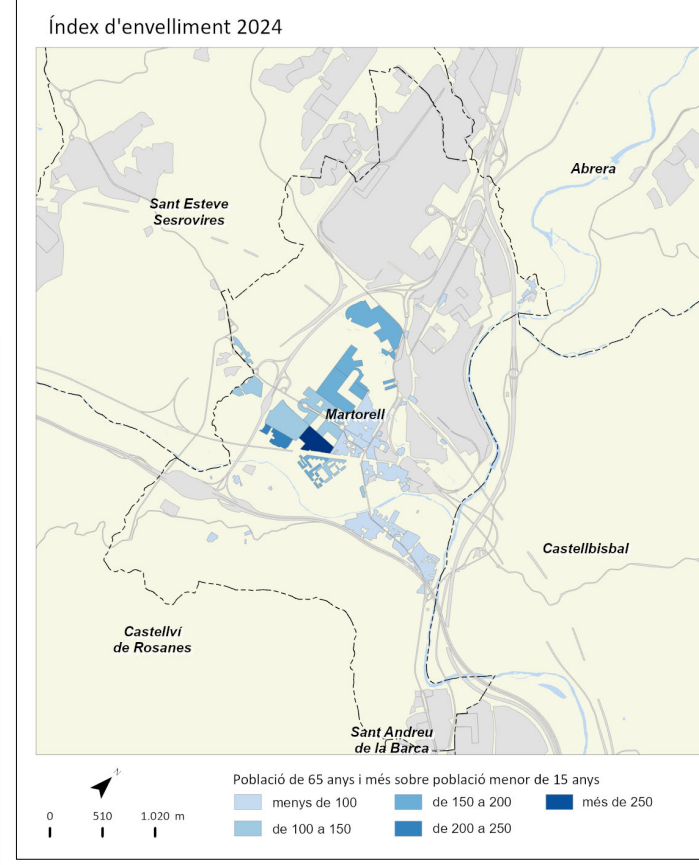 Índex d'envelliment 2024
Abrera
Sant Esteve
Sesrovires
Martorell
Castellbisbal
Castellví
de Rosanes
Sant Andreu
de la Barca
N
Població de 65 anys i més sobre població menor de 15 anys
0 510 1.020 m
menys de 100
de 150 a 200
més de 250
de 100 a 150
de 200 a 250